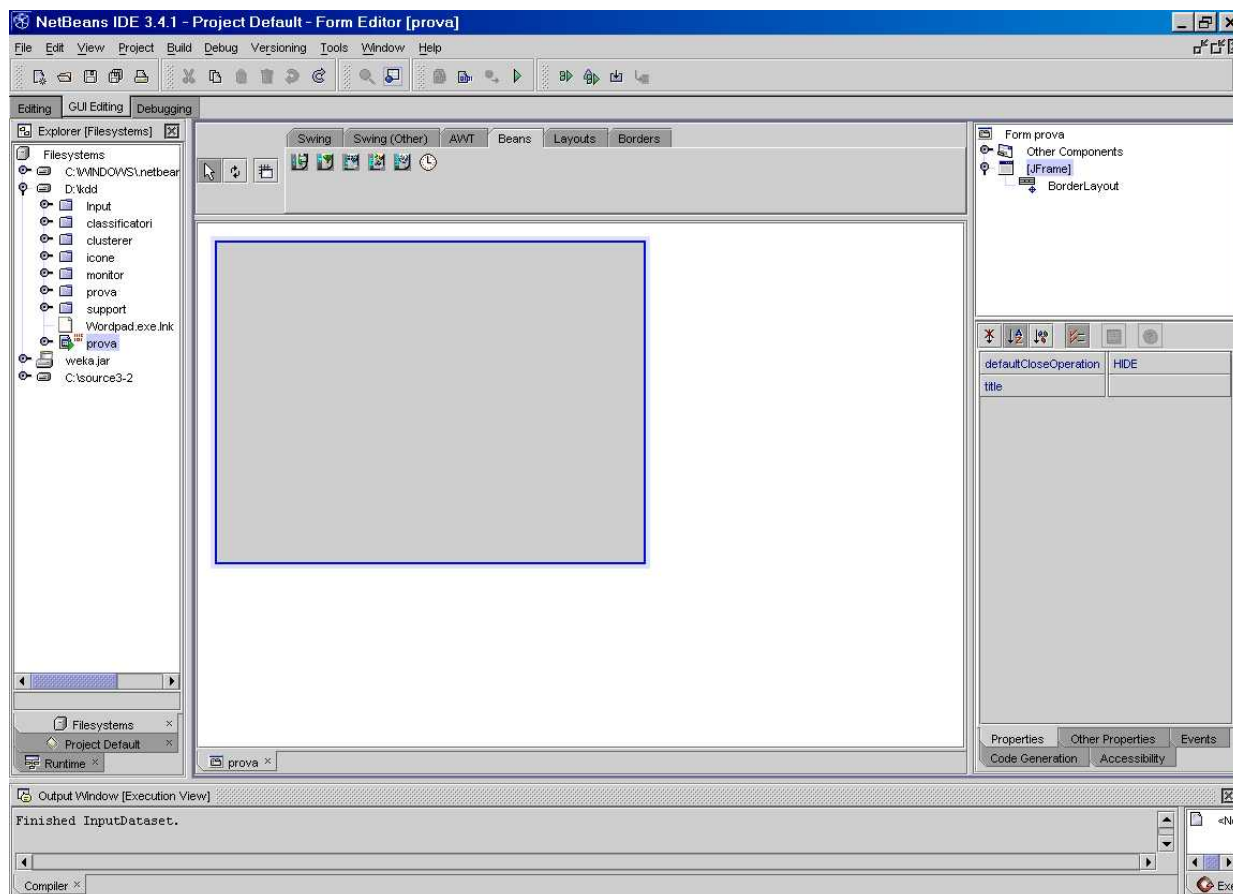 NetBeans IDE 3.4.1 - Project Default - Form Editor [prova]
File Edit View Project Build Debug Versioning Tools Window Help
Editing GUI Editing Debugging
Explorer [Filesystems]
Filesystems
C:\WINDOWS\.netbear
D:\kdd
Input
classificatori
clusterer
icone
monitor
prova
support
Wordpad.exe.lnk
prova
weka.jar
C:\source3-2
Filesystems
Project Default
Runtime
Swing Swing (Other) AWT Beans Layouts Borders
prova
Form prova
Other Components
[JFrame]
BorderLayout
defaultCloseOperation HIDE
title
Properties Other Properties Events
Code Generation Accessibility
Output Window [Execution View]
Finished InputDataset.
Compiler
<N
Exe